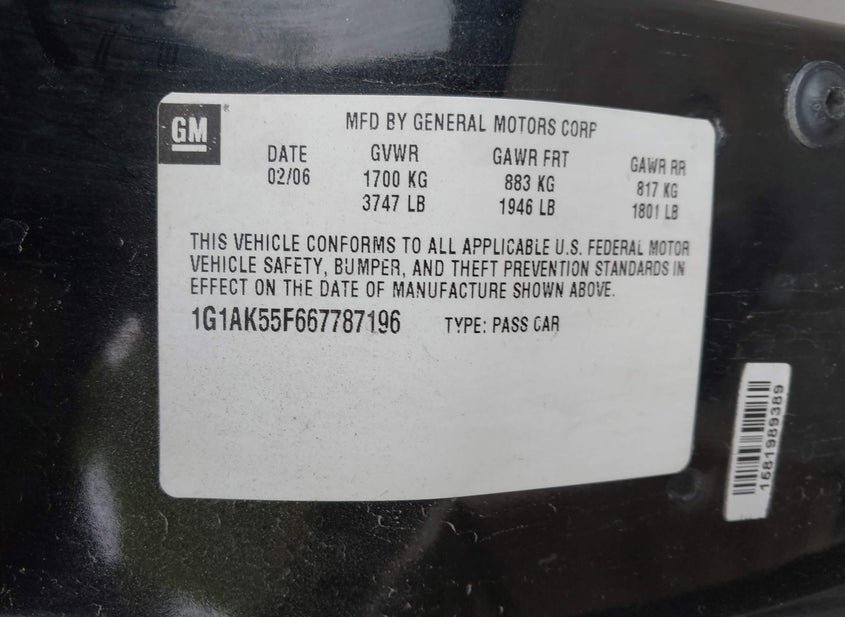 GM
MFD BY GENERAL MOTORS CORP
DATE GVWR GAWR FRT GAWR RR
02/06 1700 KG 883 KG 817 KG
3747 LB 1946 LB 1801 LB
THIS VEHICLE CONFORMS TO ALL APPLICABLE U.S. FEDERAL MOTOR
VEHICLE SAFETY, BUMPER, AND THEFT PREVENTION STANDARDS IN
EFFECT ON THE DATE OF MANUFACTURE SHOWN ABOVE.
1G1AK55F667787196 TYPE: PASS CAR
1581989389